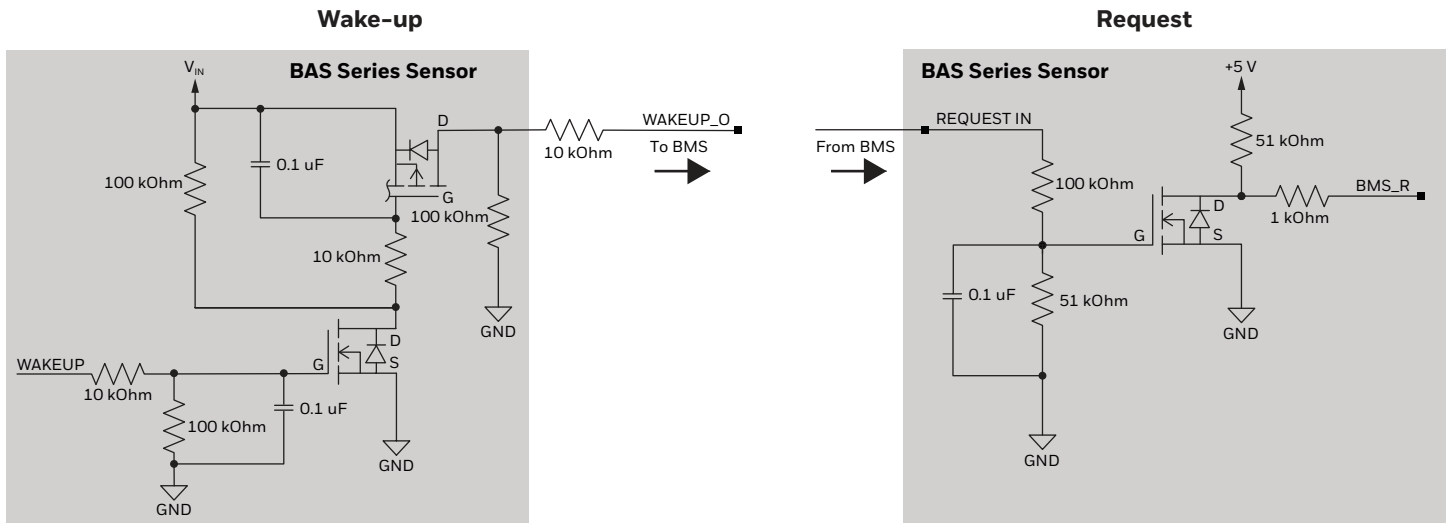 Wake-up
V_IN
BAS Series Sensor
D
WAKEUP_O
0.1 uF
10 kOhm
To BMS
100 kOhm
G
100 kOhm
10 kOhm
GND
D
WAKEUP
G
S
10 kOhm
0.1 uF
100 kOhm
GND
GND
Request
BAS Series Sensor
+5 V
REQUEST IN
51 kOhm
From BMS
100 kOhm
BMS_R
D
1 kOhm
G
S
0.1 uF
51 kOhm
GND
GND